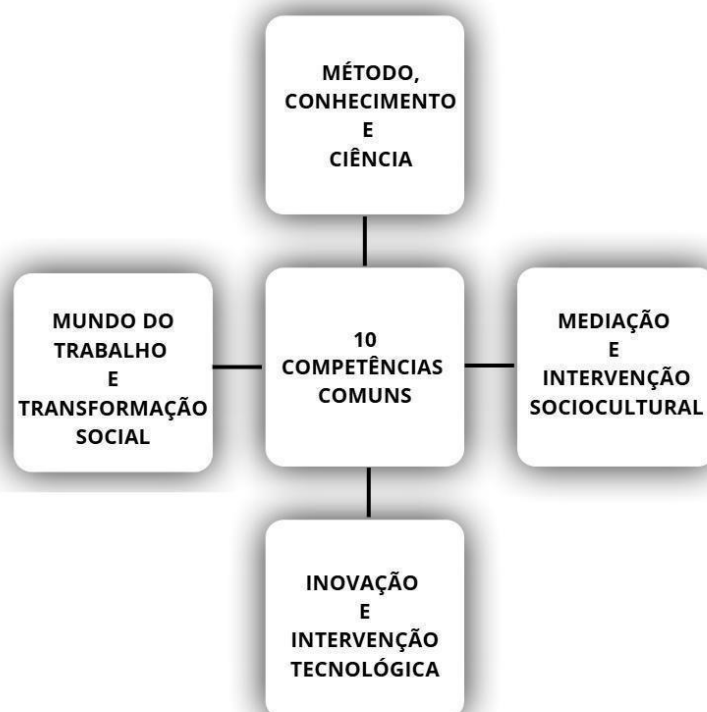 MÉTODO,
CONHECIMENTO
E
CIÊNCIA
MUNDO DO
TRABALHO
E
TRANSFORMAÇÃO
SOCIAL
10
COMPETÊNCIAS
COMUNS
MEDIAÇÃO
E
INTERVENÇÃO
SOCIOCULTURAL
INOVAÇÃO
E
INTERVENÇÃO
TECNOLÓGICA